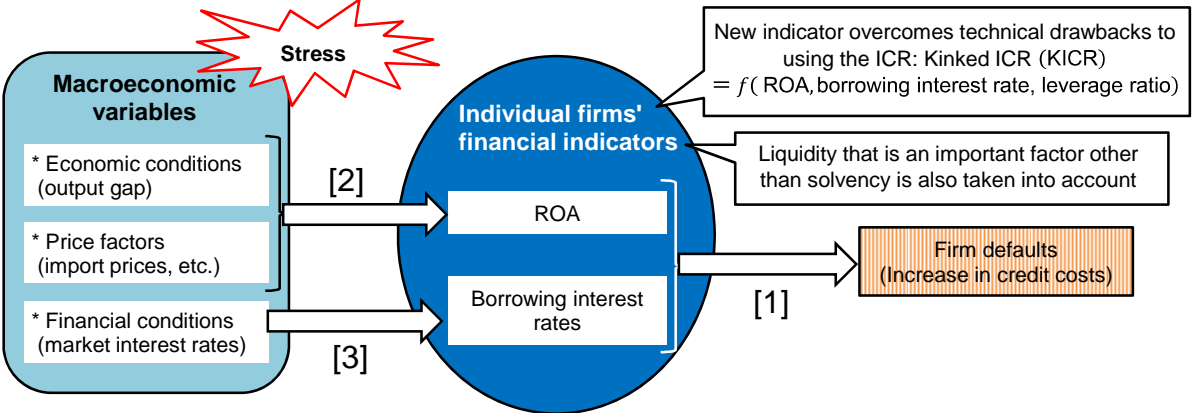 Stress
Macroeconomic
variables
* Economic conditions
(output gap)
* Price factors
(import prices, etc.)
* Financial conditions
(market interest rates)
[2]
[3]
Individual firms'
financial indicators
ROA
Borrowing interest
rates
New indicator overcomes technical drawbacks to
using the ICR: Kinked ICR (KICR)
= f( ROA, borrowing interest rate, leverage ratio)
Liquidity that is an important factor other
than solvency is also taken into account
[1]
Firm defaults
(Increase in credit costs)